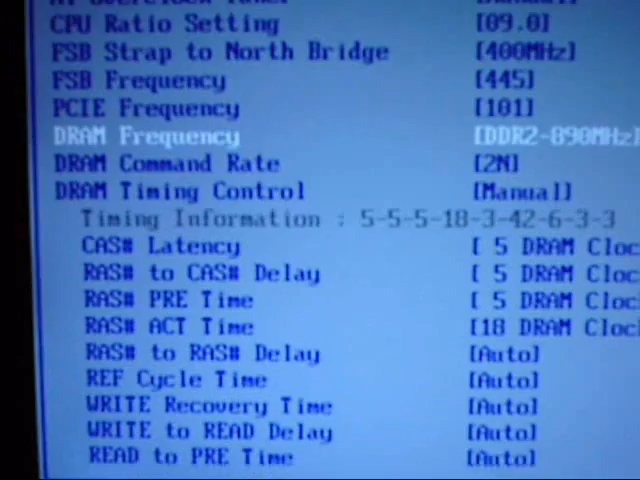 CPU Ratio Setting [09.0]
FSB Strap to North Bridge [400MHz]
FSB Frequency [445]
PCIE Frequency [101]
DRAM Frequency [DDR2-890MHz]
DRAM Command Rate [2N]
DRAM Timing Control [Manual]
Timing Information : 5-5-5-18-3-42-6-3-3
CAS# Latency [ 5 DRAM Cloc
RAS# to CAS# Delay [ 5 DRAM Cloc
RAS# PRE Time [ 5 DRAM Cloc
RAS# ACT Time [18 DRAM Cloc
RAS# to RAS# Delay [Auto]
REF Cycle Time [Auto]
WRITE Recovery Time [Auto]
WRITE to READ Delay [Auto]
READ to PRE Time [Auto]